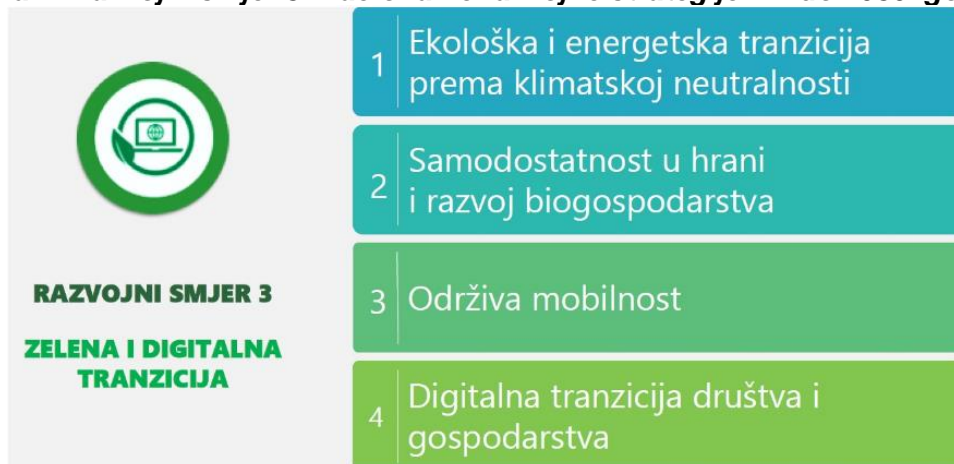 RAZVOJNI SMJER 3
ZELENA I DIGITALNA
TRANZICIJA
1
Ekološka i energetska tranzicija
prema klimatskoj neutralnosti
2
Samodostatnost u hrani
i razvoj biogospodarstva
3
Održiva mobilnost
4
Digitalna tranzicija društva i
gospodarstva